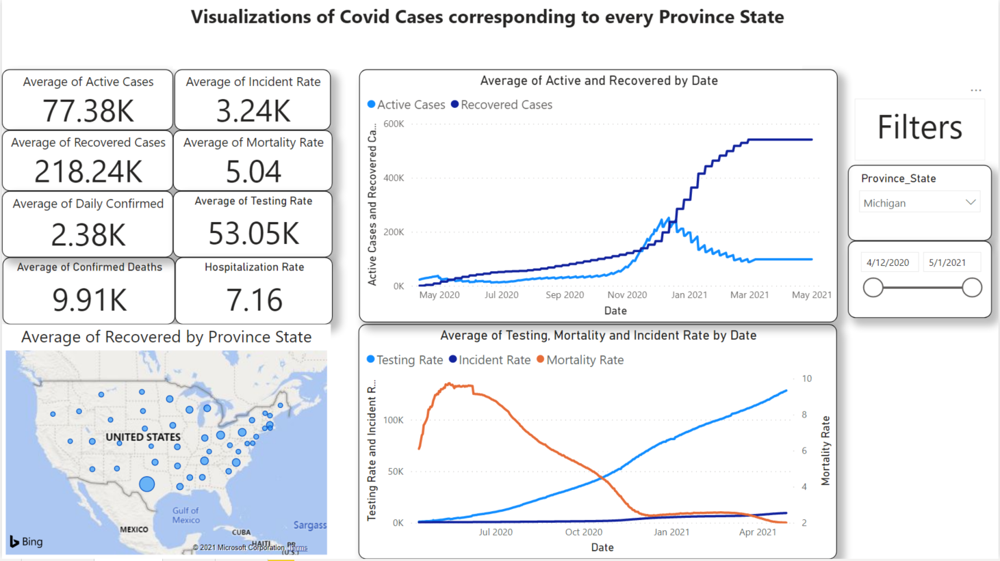 Visualizations of Covid Cases corresponding to every Province State
Average of Active Cases
77.38K
Average of Incident Rate
3.24K
Average of Recovered Cases
218.24K
Average of Mortality Rate
5.04
Average of Daily Confirmed
2.38K
Average of Testing Rate
53.05K
Average of Confirmed Deaths
9.91K
Hospitalization Rate
7.16
Average of Recovered by Province State
UNITED STATES
Gulf of
Mexico
MEXICO
CUBA
HAITI
PR
(U.S.)
Sargass
Bing
© 2021 Microsoft Corporation Terms
Average of Active and Recovered by Date
Active Cases Recovered Cases
Active Cases and Recovered Ca...
600K
400K
200K
0K
May 2020 Jul 2020 Sep 2020 Nov 2020 Jan 2021 Mar 2021 May 2021
Date
Average of Testing, Mortality and Incident Rate by Date
Testing Rate Incident Rate Mortality Rate
Testing Rate and Incident R...
100K
50K
0K
10
8
6
4
2
Mortality Rate
Jul 2020 Oct 2020 Jan 2021 Apr 2021
Date
...
Filters
Province_State
Michigan
4/12/2020 5/1/2021